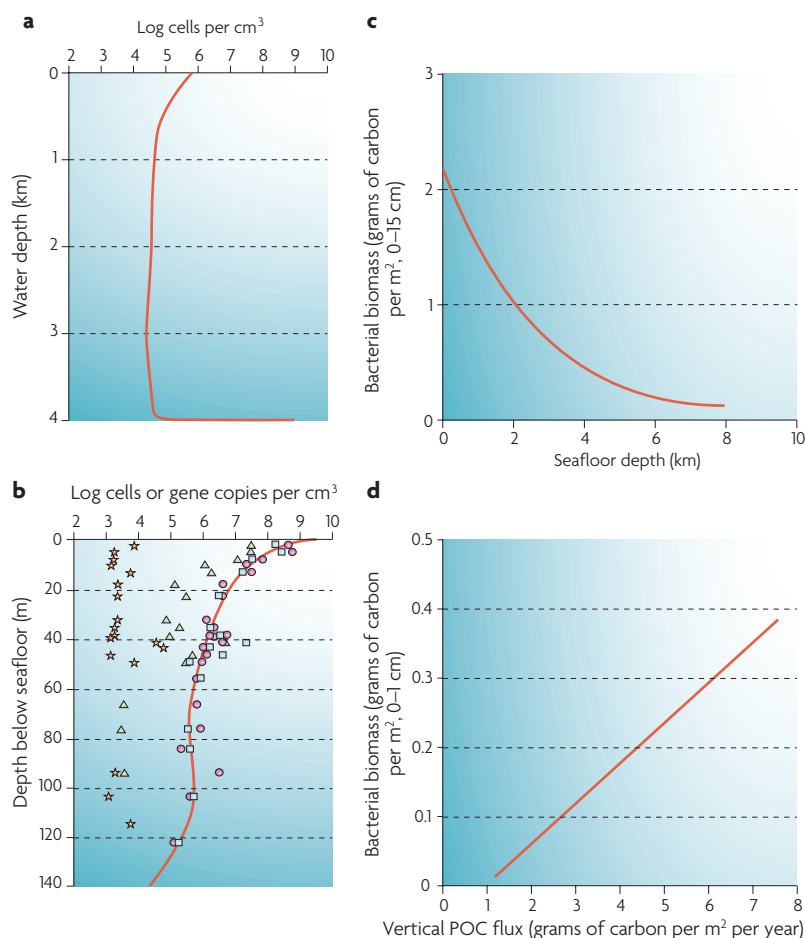 a
Log cells per cm³
2 3 4 5 6 7 8 9 10
0
1
2
3
4
Water depth (km)
c
3
2
1
0
Bacterial biomass (grams of carbon
per m², 0–15 cm)
0 2 4 6 8 10
Seafloor depth (km)
b
Log cells or gene copies per cm³
2 3 4 5 6 7 8 9 10
0
20
40
60
80
100
120
140
Depth below seafloor (m)
d
0.5
0.4
0.3
0.2
0.1
0
Bacterial biomass (grams of carbon
per m², 0–1 cm)
0 1 2 3 4 5 6 7 8
Vertical POC flux (grams of carbon per m² per year)